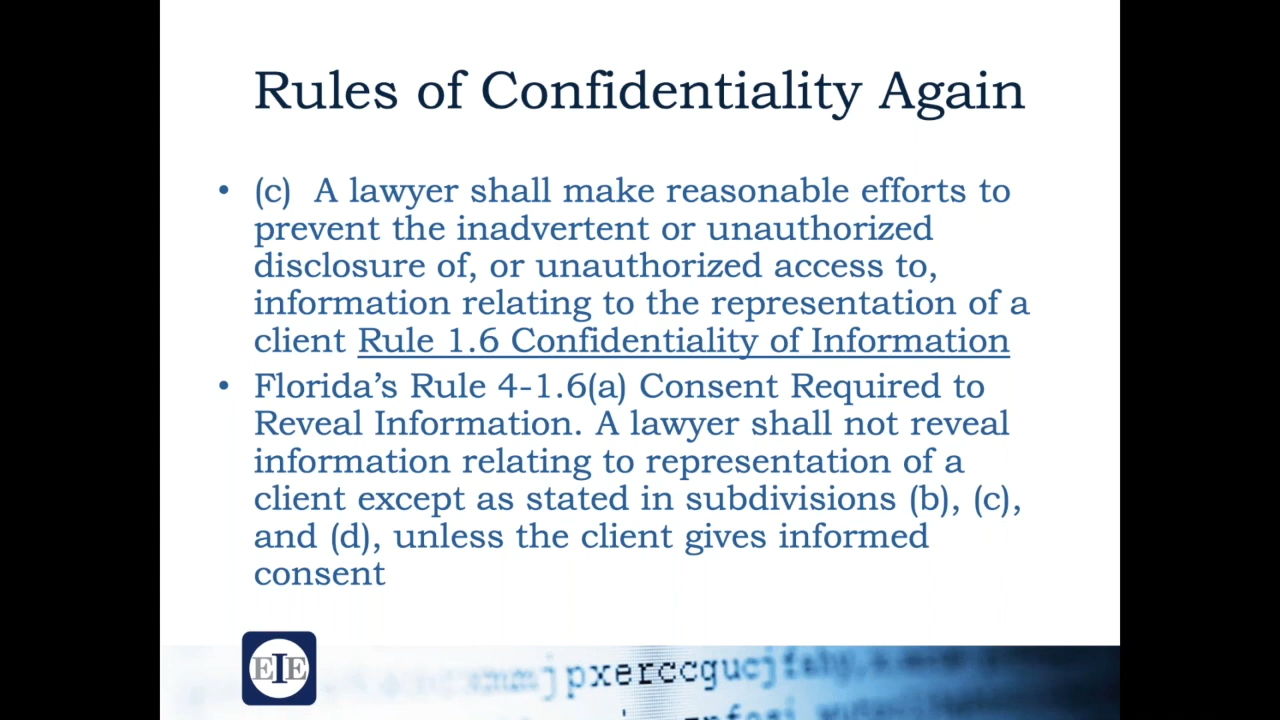 Rules of Confidentiality Again
• (c) A lawyer shall make reasonable efforts to
prevent the inadvertent or unauthorized
disclosure of, or unauthorized access to,
information relating to the representation of a
client Rule 1.6 Confidentiality of Information
• Florida’s Rule 4-1.6(a) Consent Required to
Reveal Information. A lawyer shall not reveal
information relating to representation of a
client except as stated in subdivisions (b), (c),
and (d), unless the client gives informed
consent
EIE
jpxerccgucjfahj